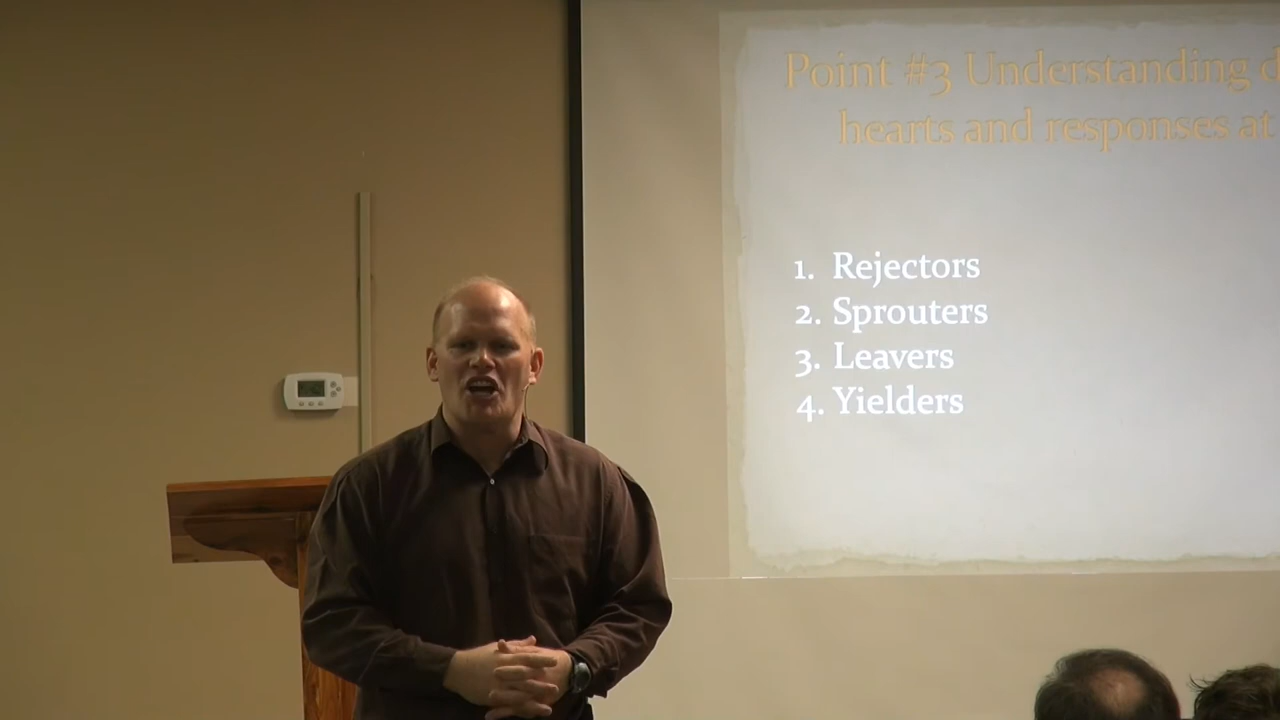 Point #3 Understanding
hearts and responses at
1. Rejectors
2. Sprouters
3. Leavers
4. Yielders